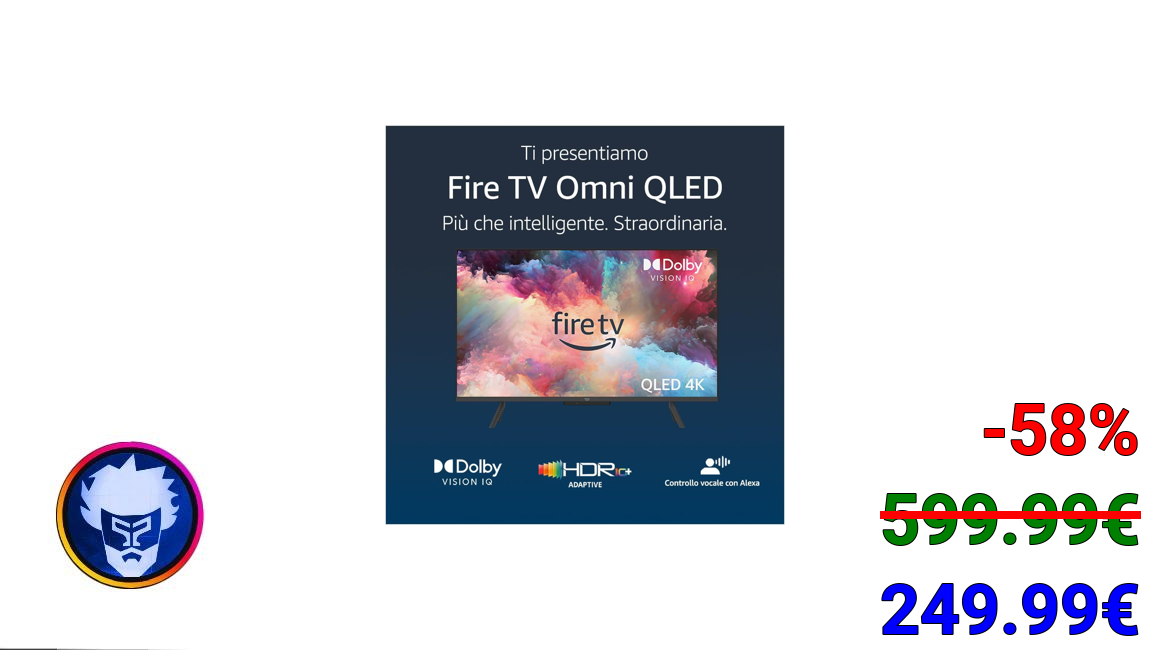 Ti presentiamo
Fire TV Omni QLED
Più che intelligente. Straordinaria.
Dolby
VISION IQ
fire tv
QLED 4K
Dolby
VISION IQ
HDR10+
ADAPTIVE
Controllo vocale con Alexa
-58%
599.99€
249.99€